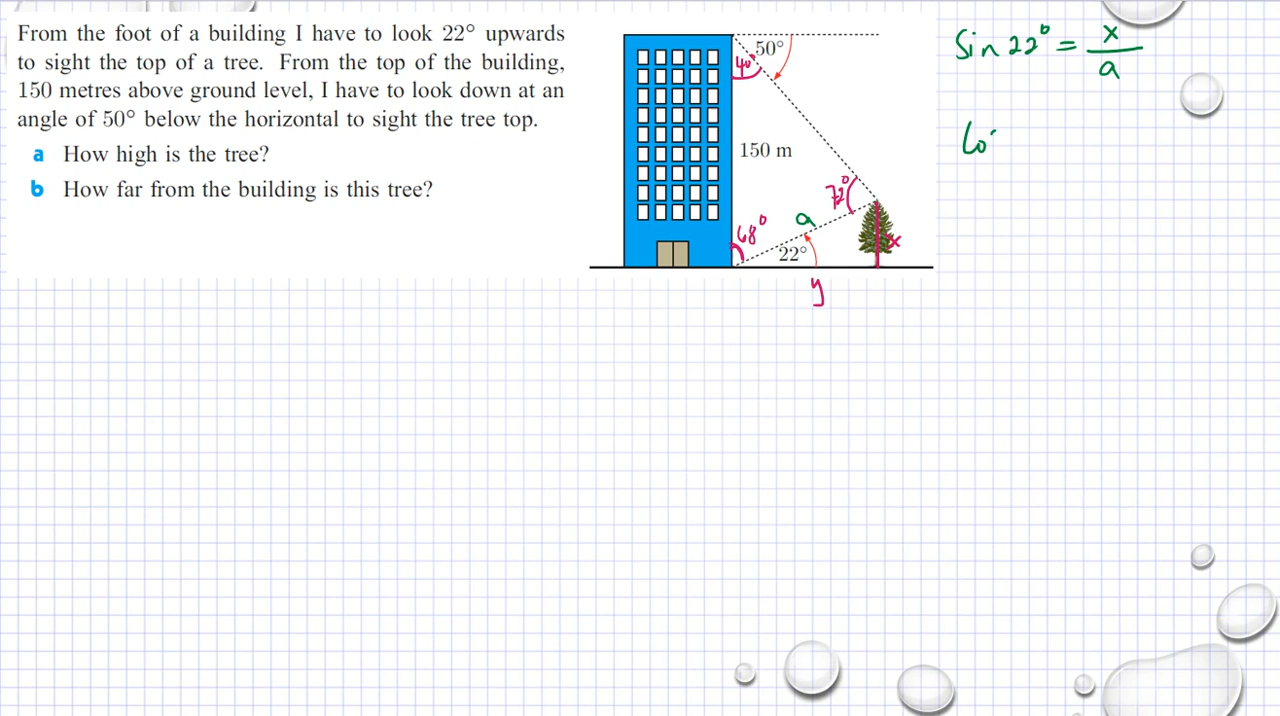 From the foot of a building I have to look 22° upwards
to sight the top of a tree. From the top of the building,
150 metres above ground level, I have to look down at an
angle of 50° below the horizontal to sight the tree top.
a How high is the tree?
b How far from the building is this tree?
50°
40°
150 m
72°
68°
a
22°
x
y
Sin 22° = x/a
Cos